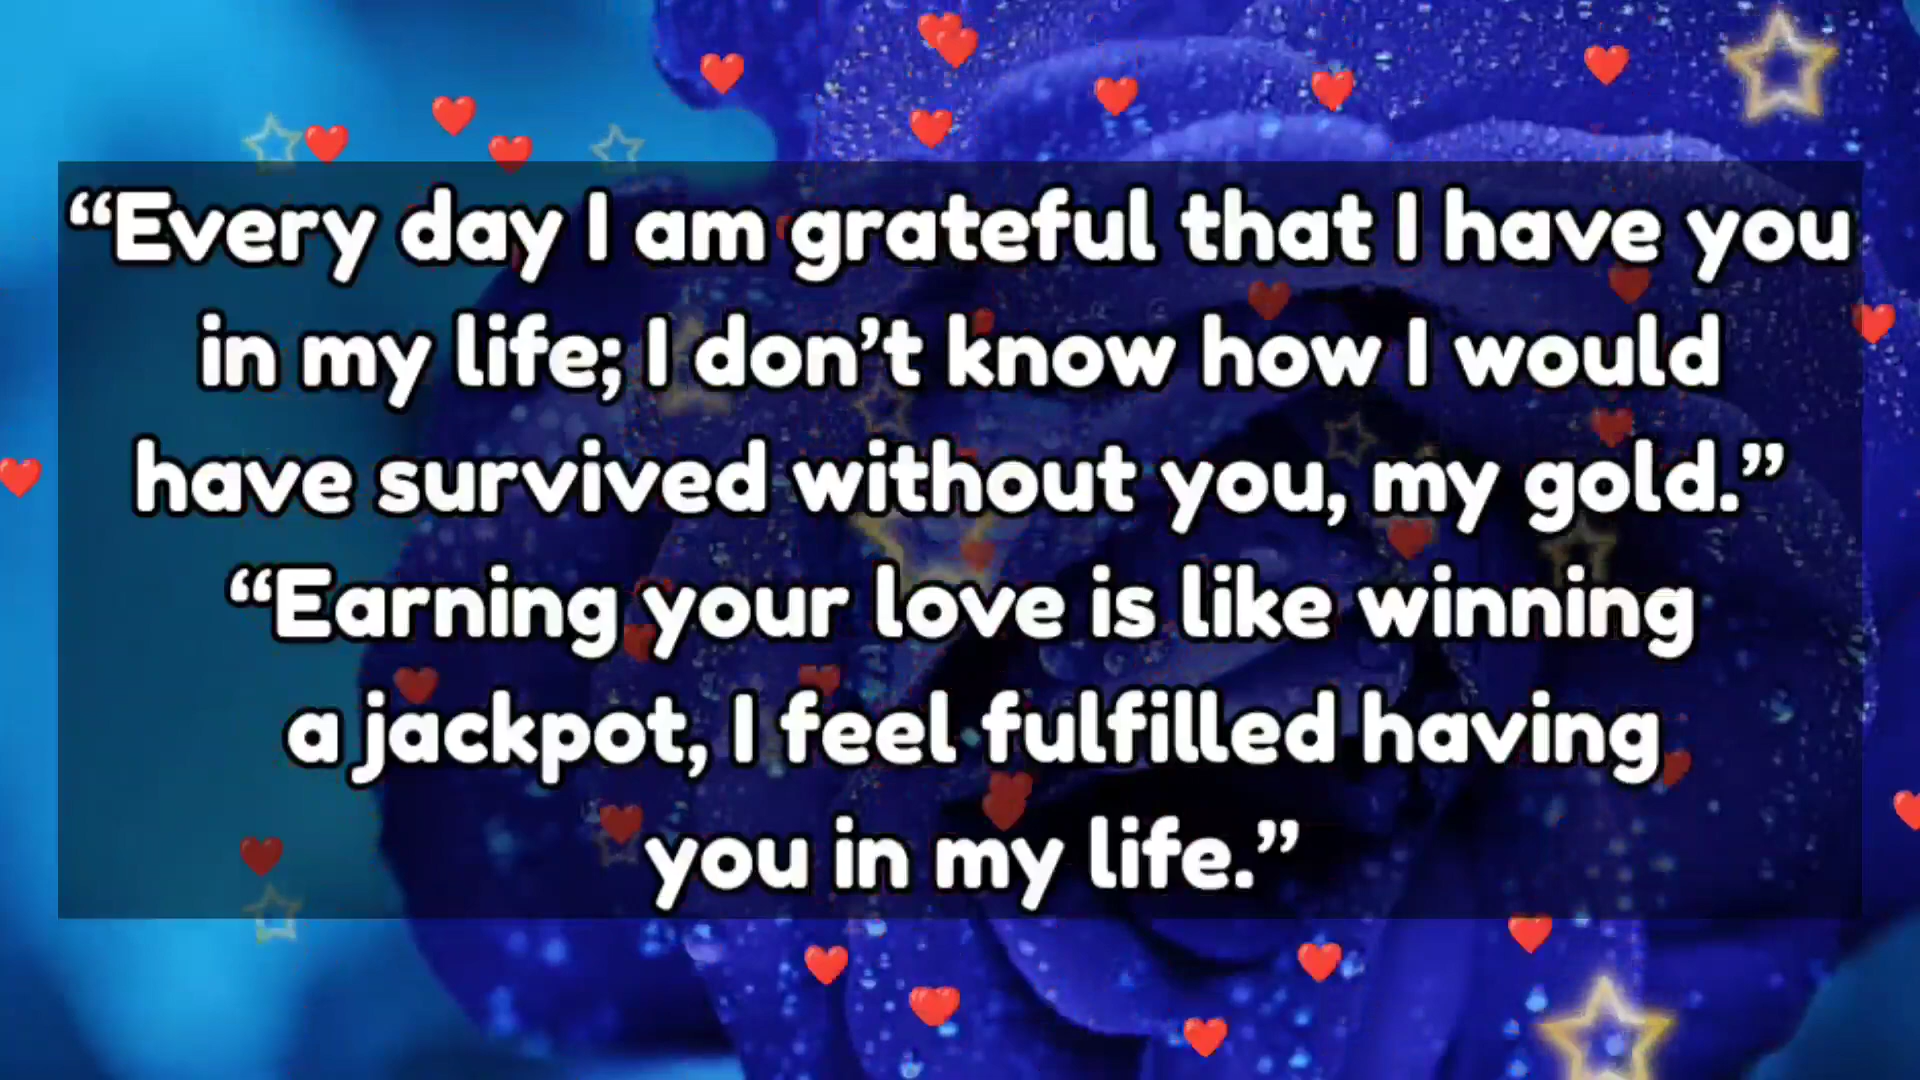 “Every day I am grateful that I have you
in my life; I don’t know how I would
have survived without you, my gold.”
“Earning your love is like winning
a jackpot, I feel fulfilled having
you in my life.”